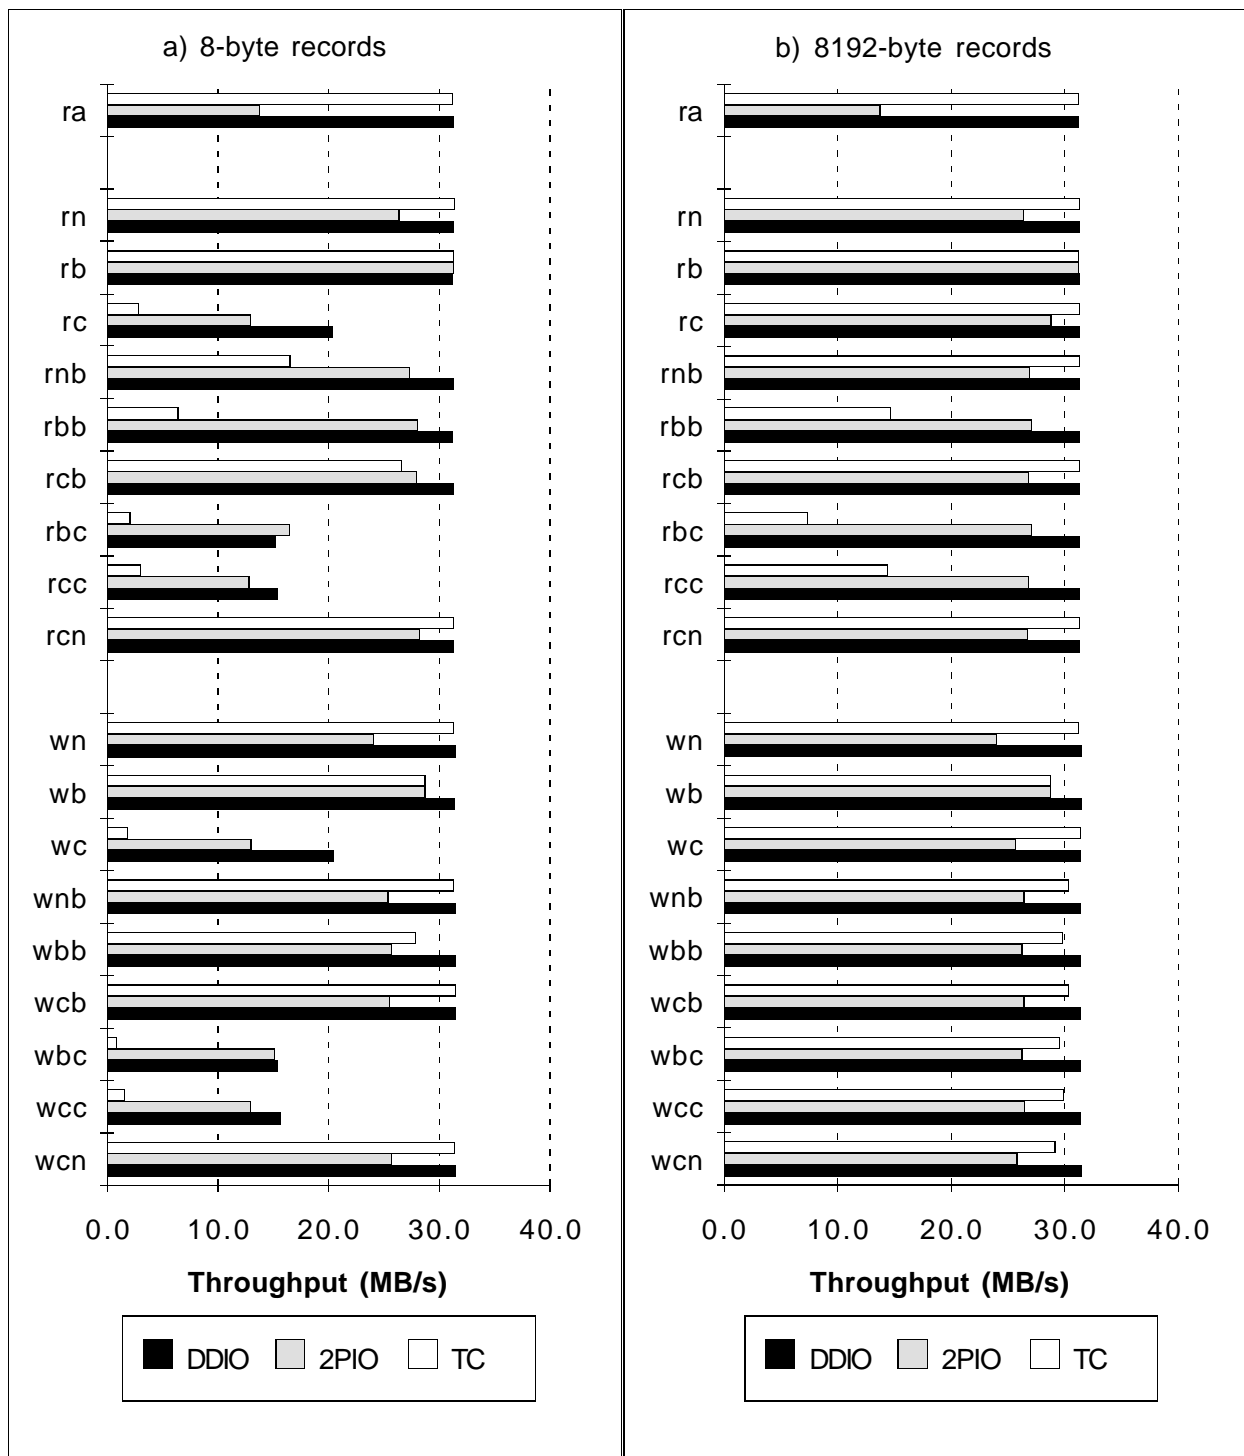 a) 8-byte records
ra
rn
rb
rc
rnb
rbb
rcb
rbc
rcc
rcn
wn
wb
wc
wnb
wbb
wcb
wbc
wcc
wcn
0.0 10.0 20.0 30.0 40.0
Throughput (MB/s)
DDIO 2PIO TC
b) 8192-byte records
ra
rn
rb
rc
rnb
rbb
rcb
rbc
rcc
rcn
wn
wb
wc
wnb
wbb
wcb
wbc
wcc
wcn
0.0 10.0 20.0 30.0 40.0
Throughput (MB/s)
DDIO 2PIO TC